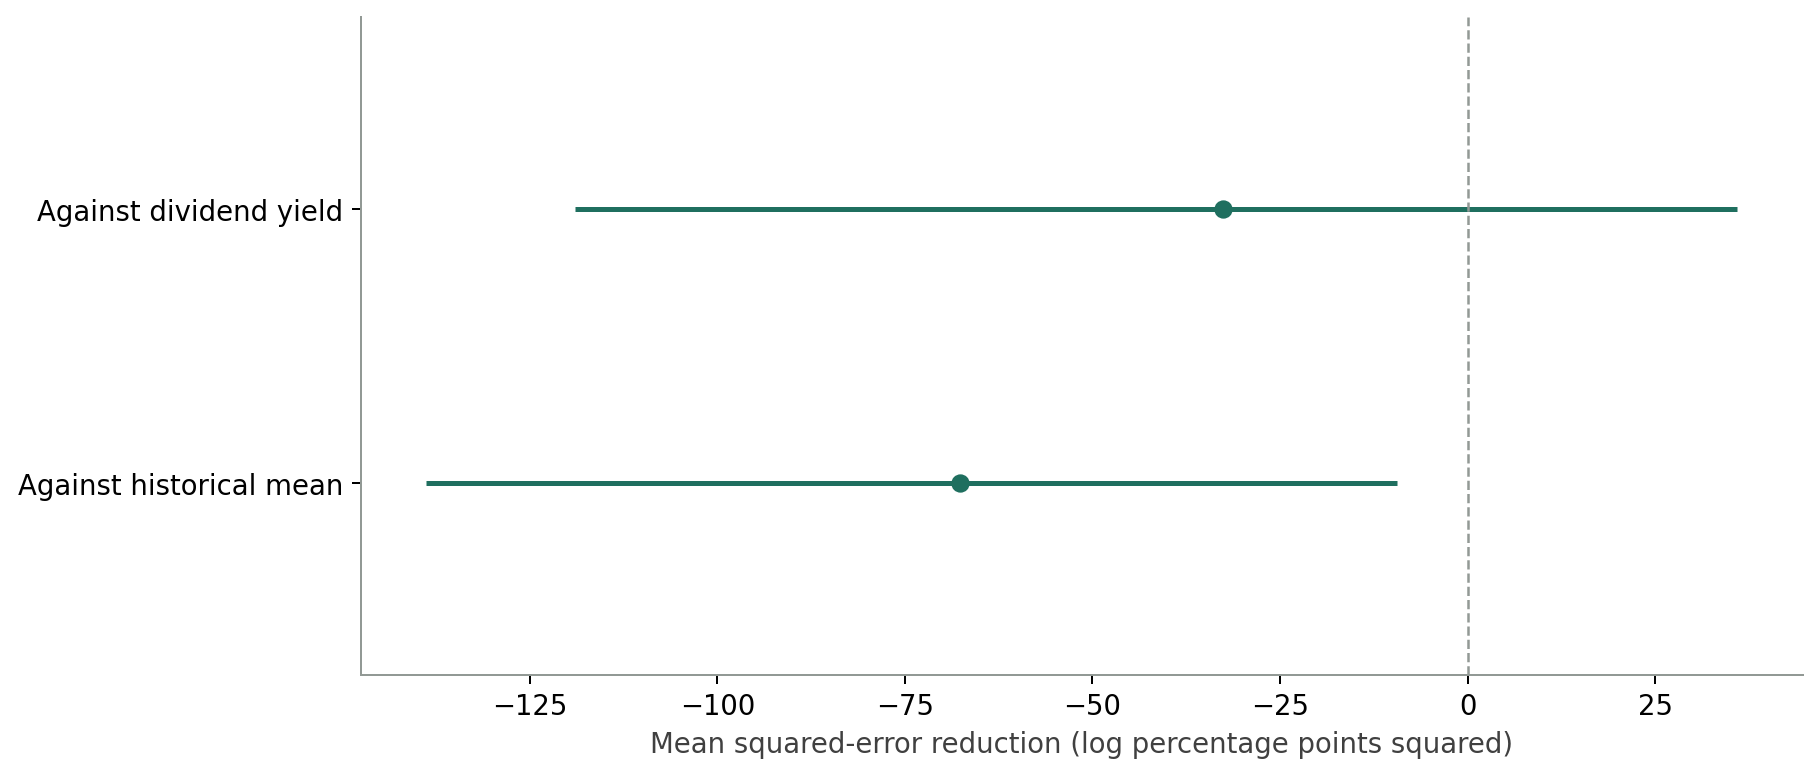 Against dividend yield
Against historical mean
−125 −100 −75 −50 −25 0 25
Mean squared-error reduction (log percentage points squared)